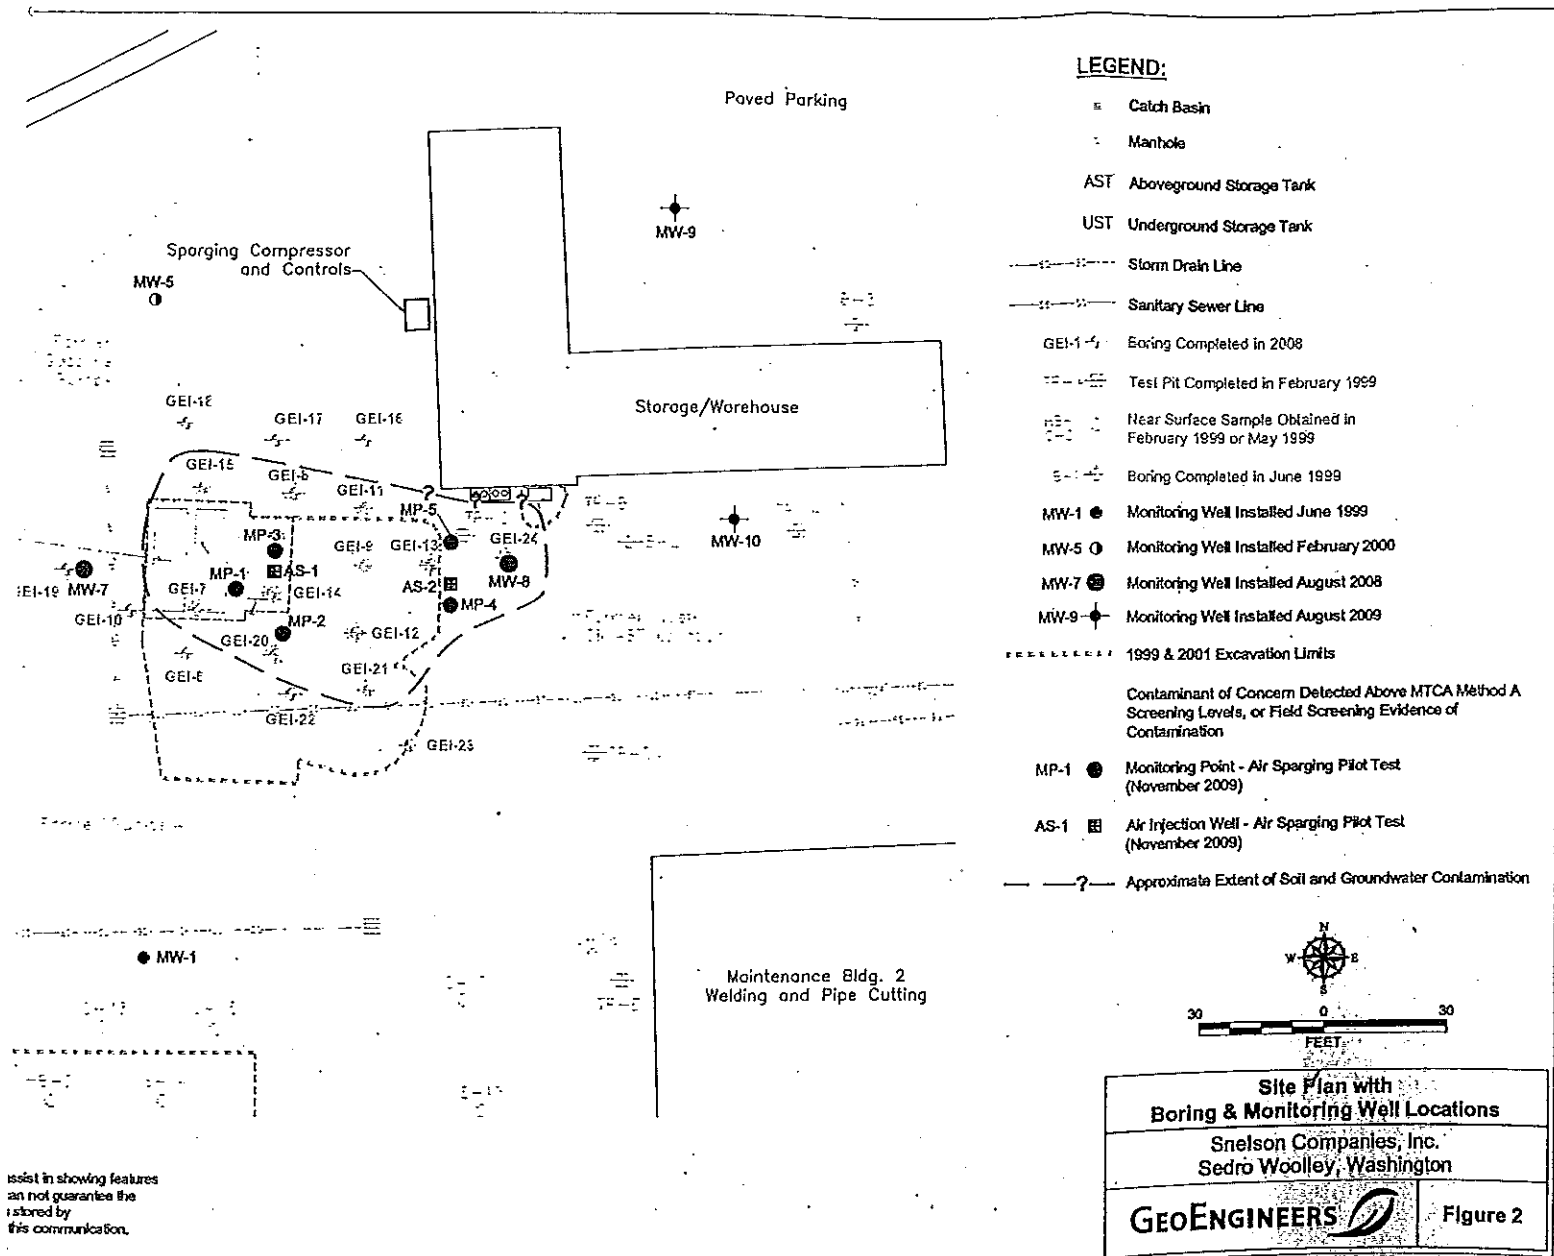 Paved Parking
MW-9
Sparging Compressor
and Controls
MW-5
Storage/Warehouse
GEI-18
GEI-17
GEI-16
GEI-15
GEI-11
MP-5
MP-3
GEI-9
GEI-13
GEI-24
MW-10
MW-7
MP-1
AS-1
GEI-7
GEI-14
AS-2
MW-8
MP-4
GEI-10
MP-2
GEI-20
GEI-12
GEI-21
GEI-22
GEI-23
MW-1
Maintenance Bldg. 2
Welding and Pipe Cutting
LEGEND:
Catch Basin
Manhole
AST Aboveground Storage Tank
UST Underground Storage Tank
Storm Drain Line
Sanitary Sewer Line
GEI-1 Boring Completed in 2008
Test Pit Completed in February 1999
Near Surface Sample Obtained in
February 1999 or May 1999
Boring Completed in June 1999
MW-1 Monitoring Well Installed June 1999
MW-5 Monitoring Well Installed February 2000
MW-7 Monitoring Well Installed August 2008
MW-9 Monitoring Well Installed August 2009
1999 & 2001 Excavation Limits
Contaminant of Concern Detected Above MTCA Method A
Screening Levels, or Field Screening Evidence of
Contamination
MP-1 Monitoring Point - Air Sparging Pilot Test
(November 2009)
AS-1 Air Injection Well - Air Sparging Pilot Test
(November 2009)
? Approximate Extent of Soil and Groundwater Contamination
N
W E
S
30 0 30
FEET
Site Plan with
Boring & Monitoring Well Locations
Snelson Companies, Inc.
Sedro Woolley, Washington
GEOENGINEERS
Figure 2
in showing features
not guarantee the
stored by
this communication.